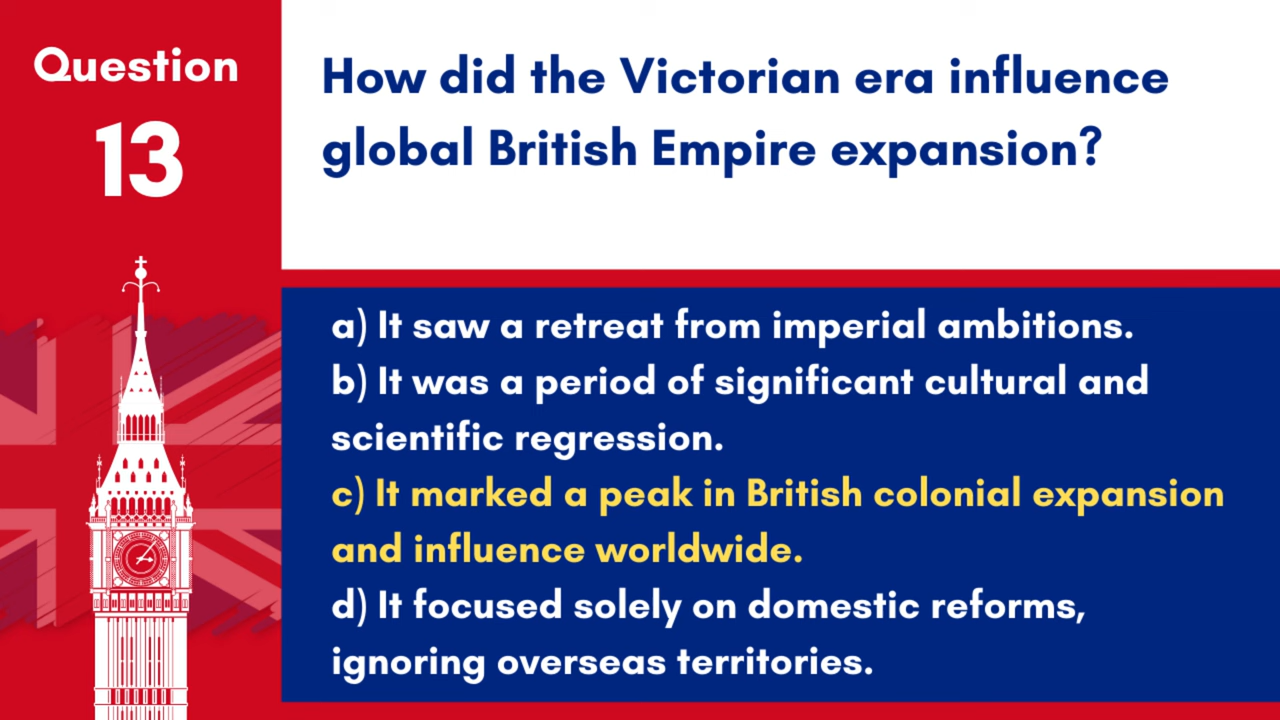 Question
13
How did the Victorian era influence
global British Empire expansion?
a) It saw a retreat from imperial ambitions.
b) It was a period of significant cultural and
scientific regression.
c) It marked a peak in British colonial expansion
and influence worldwide.
d) It focused solely on domestic reforms,
ignoring overseas territories.